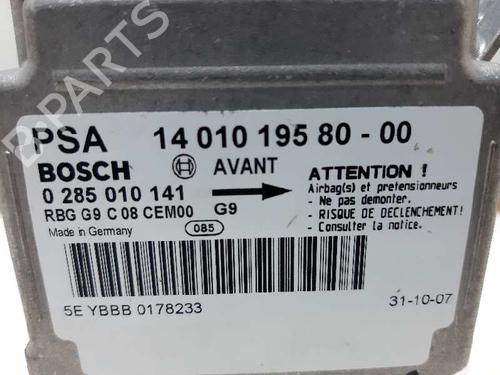 B-PARTS
PSA 14 010 195 80 - 00
BOSCH AVANT
ATTENTION !
0 285 010 141
Airbag(s) et pretensionneurs
- Ne pas demonter.
RBG G9 C 08 CEM00 G9
- RISQUE DE DECLENCHEMENT!
Made in Germany 085
- Consulter la notice.
5E YBBB 0178233
31-10-07